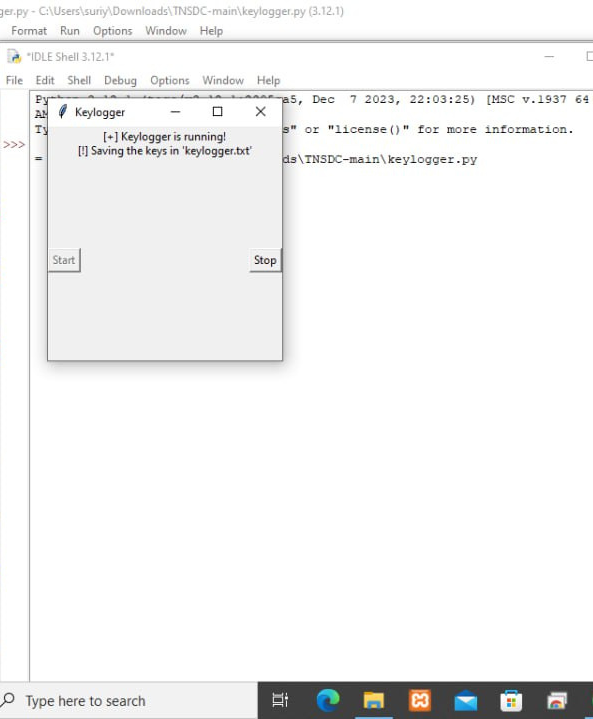 ger.py - C:\Users\suriy\Downloads\TNSDC-main\keylogger.py (3.12.1)
Format Run Options Window Help
*IDLE Shell 3.12.1*
File Edit Shell Debug Options Window Help
a5, Dec 7 2023, 22:03:25) [MSC v.1937 64
Keylogger
s" or "license()" for more information.
[+] Keylogger is running!
[!] Saving the keys in 'keylogger.txt'
>>>
= ds\TNSDC-main\keylogger.py
Start
Stop
Type here to search